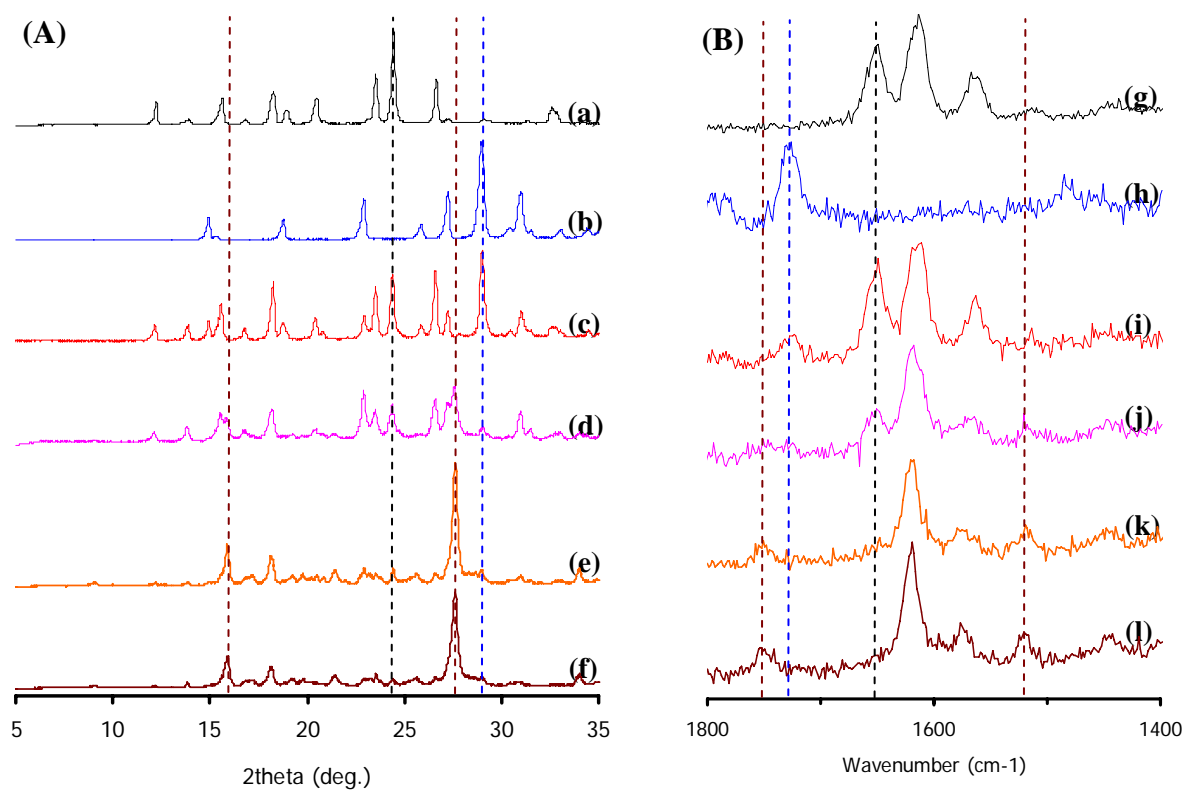 (A)
(a)
(b)
(c)
(d)
(e)
(f)
5 10 15 20 25 30 35
2theta (deg.)
(B)
(g)
(h)
(i)
(j)
(k)
(l)
1800 1600 1400
Wavenumber (cm-1)